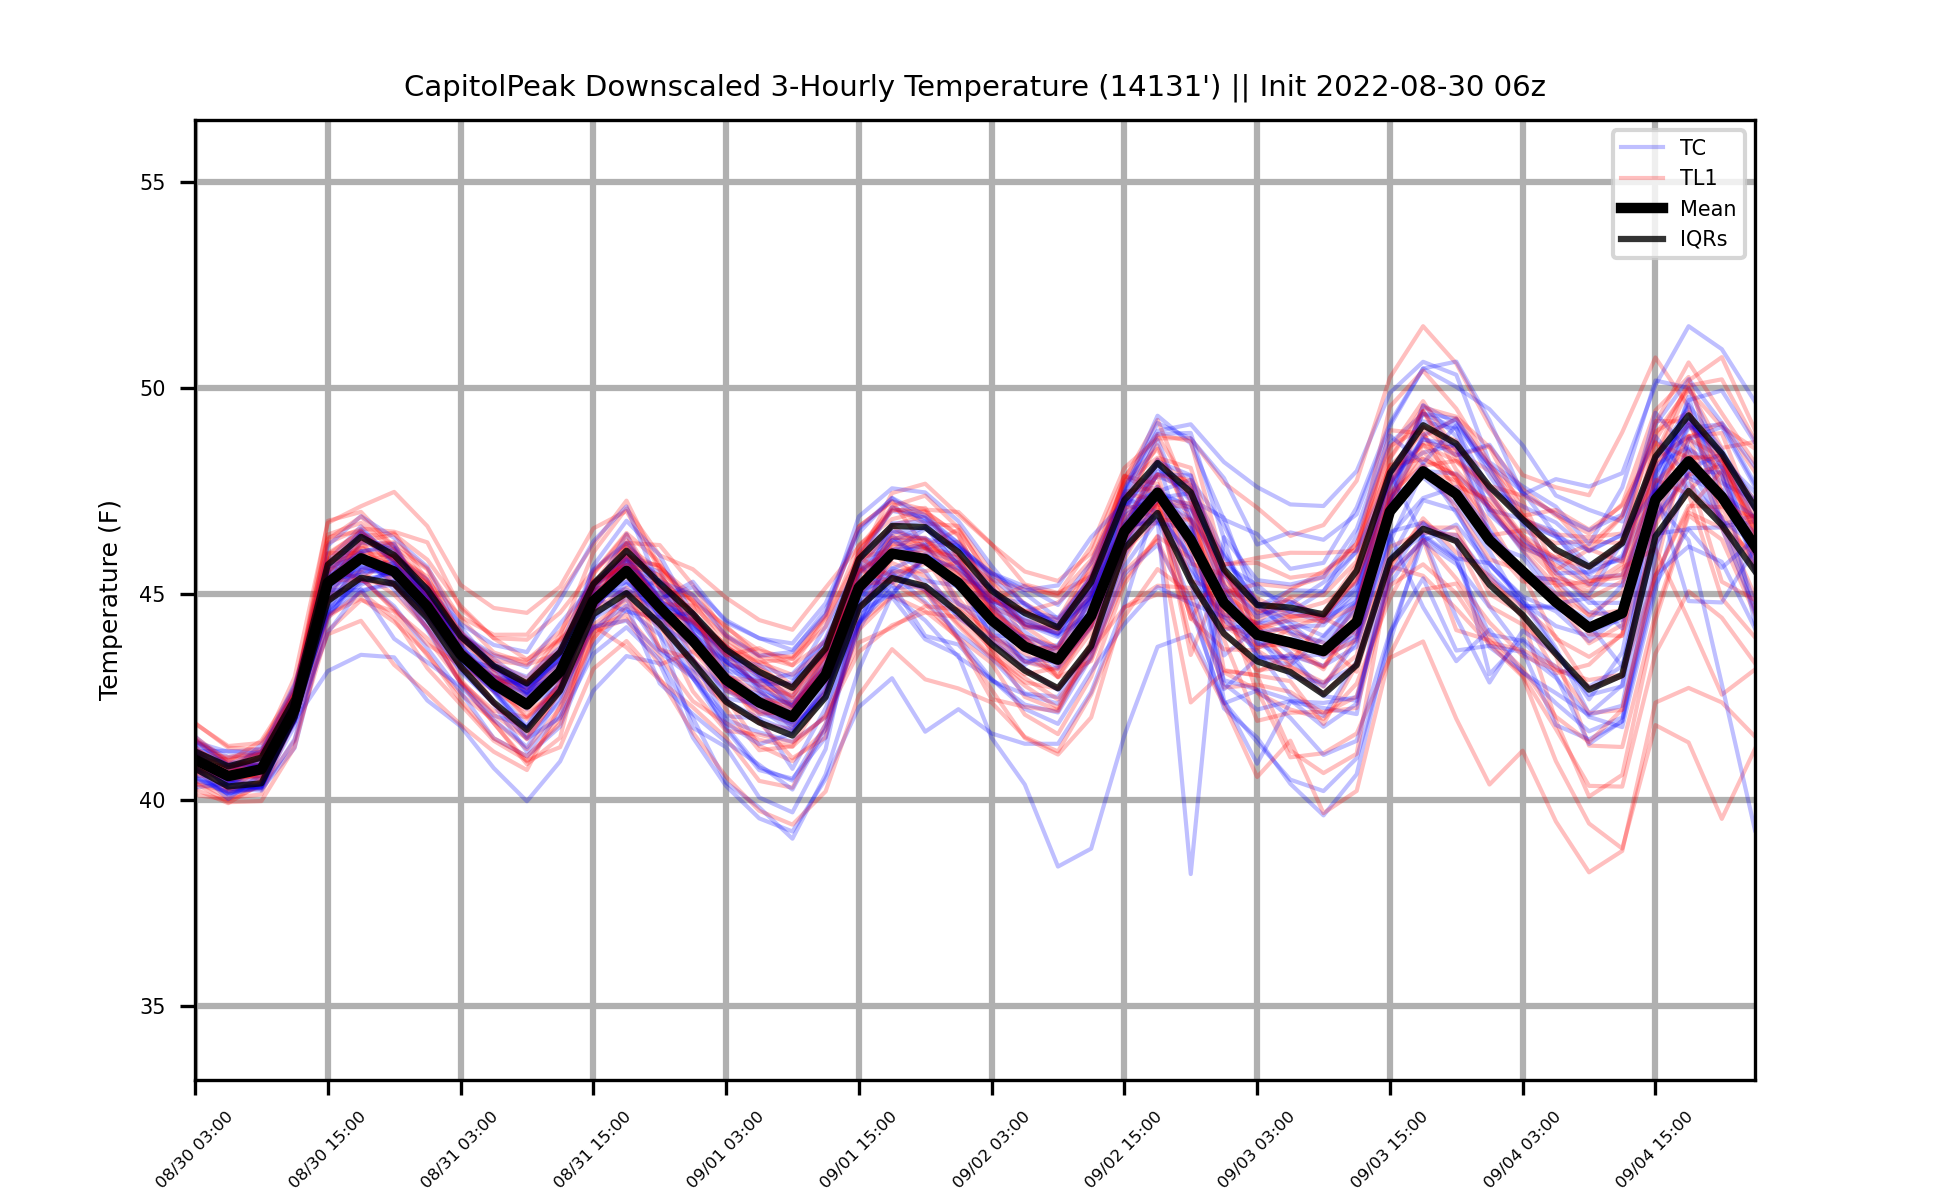 CapitolPeak Downscaled 3-Hourly Temperature (14131') || Init 2022-08-30 06z
TC
TL1
Mean
IQRs
Temperature (F)
55
50
45
40
35
08/30 03:00
08/30 15:00
08/31 03:00
08/31 15:00
09/01 03:00
09/01 15:00
09/02 03:00
09/02 15:00
09/03 03:00
09/03 15:00
09/04 03:00
09/04 15:00